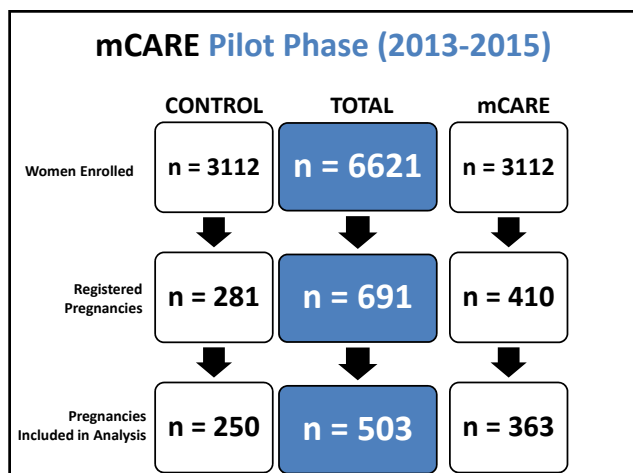 mCARE Pilot Phase (2013-2015)
CONTROL TOTAL mCARE
Women Enrolled n = 3112 n = 6621 n = 3112
Registered
Pregnancies n = 281 n = 691 n = 410
Pregnancies
Included in Analysis n = 250 n = 503 n = 363